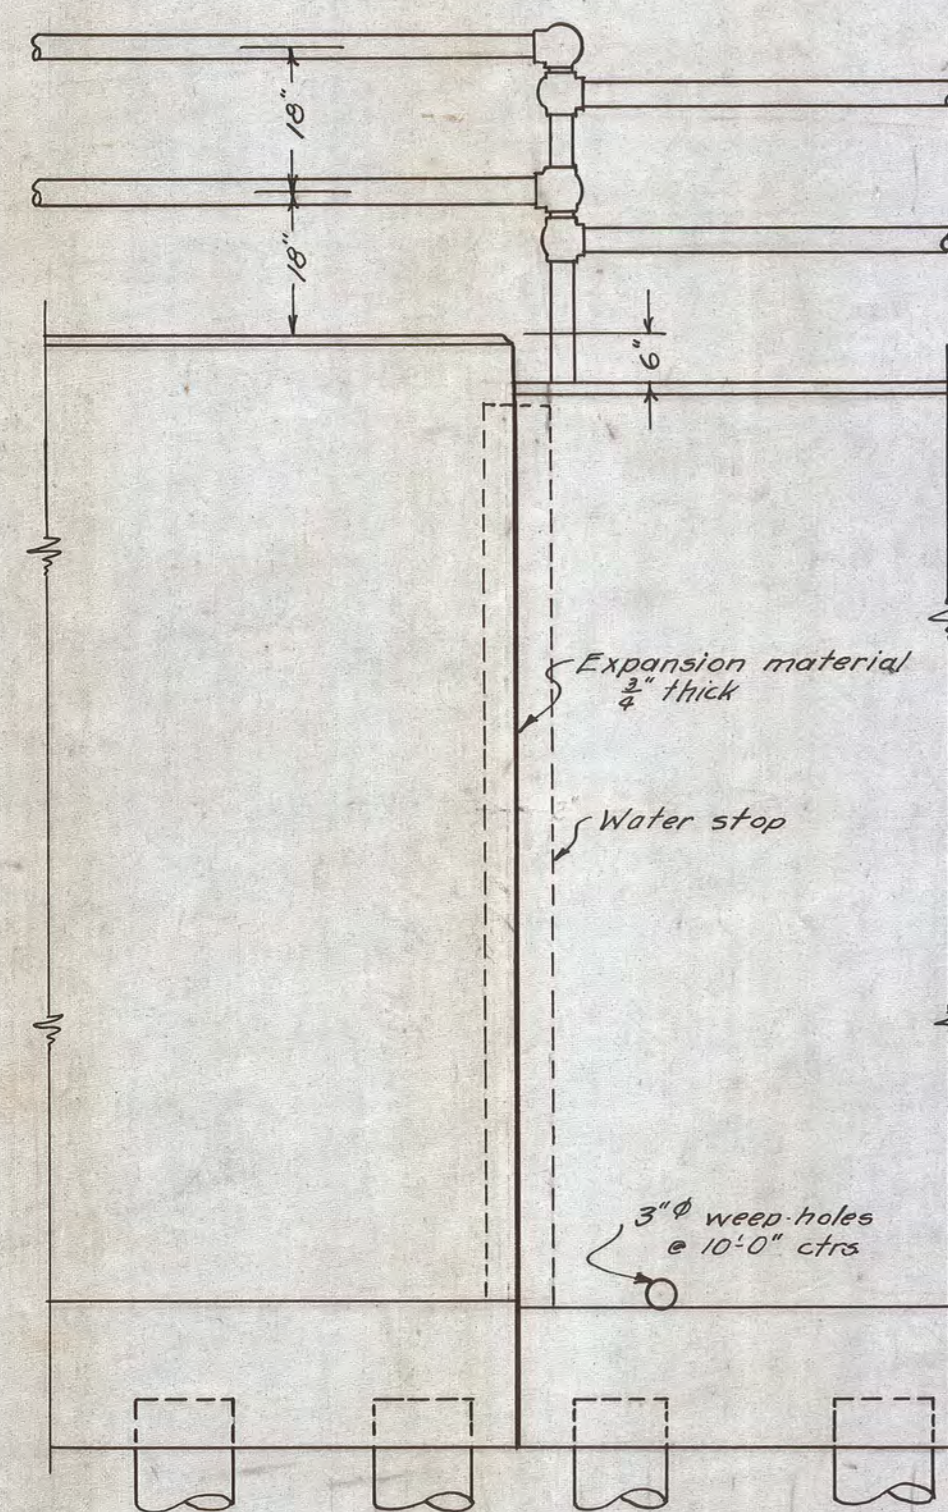 18"
18"
6"
Expansion material
3/4" thick
Water stop
3"ϕ weep-holes
@ 10'-0" ctrs